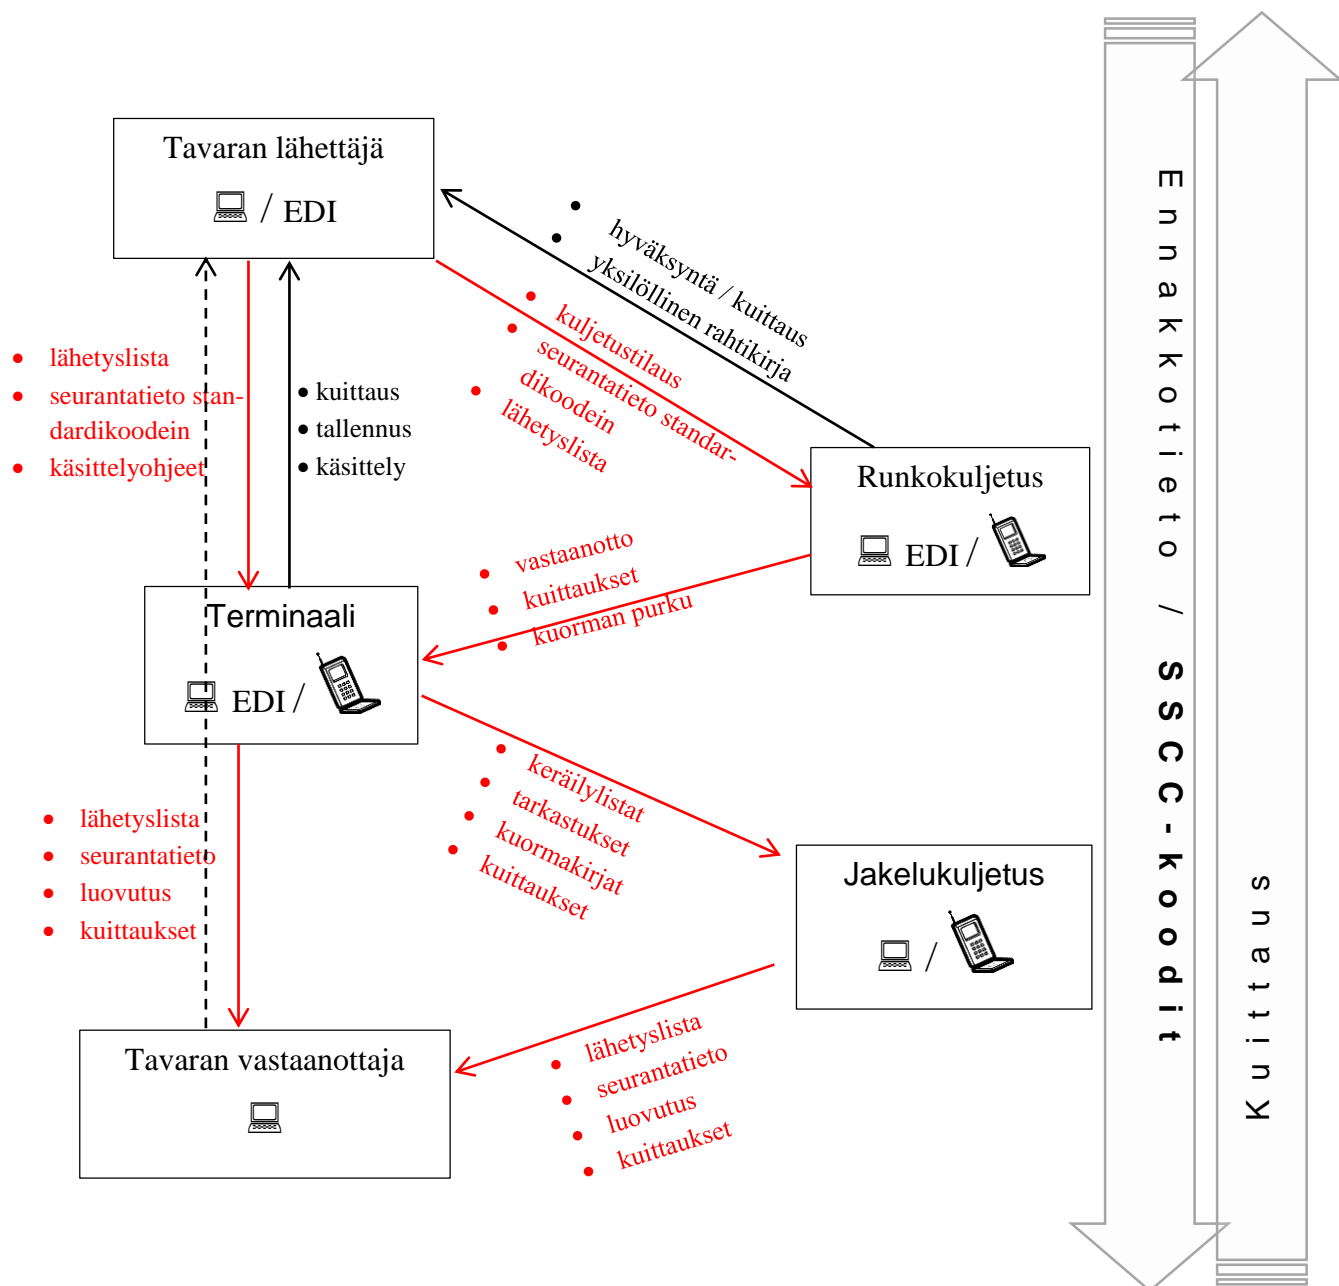 Tavaran lähettäjä
/ EDI
• hyväksyntä / kuittaus
• yksilöllinen rahtikirja
• kuljetustilaus
• seurantatieto standar-
dikoodein
• lähetyslista
• lähetyslista
• seurantatieto stan-
dardikoodein
• käsittelyohjeet
• kuittaus
• tallennus
• käsittely
Runkokuljetus
EDI /
• vastaanotto
• kuittaukset
• kuorman purku
Terminaali
EDI /
• keräilylistat
• tarkastukset
• kuormakirjat
• kuittaukset
• lähetyslista
• seurantatieto
• luovutus
• kuittaukset
Jakelukuljetus
/
Tavaran vastaanottaja
• lähetyslista
• seurantatieto
• luovutus
• kuittaukset
Ennakkotieto / SSCC-koodit
Kuittaus